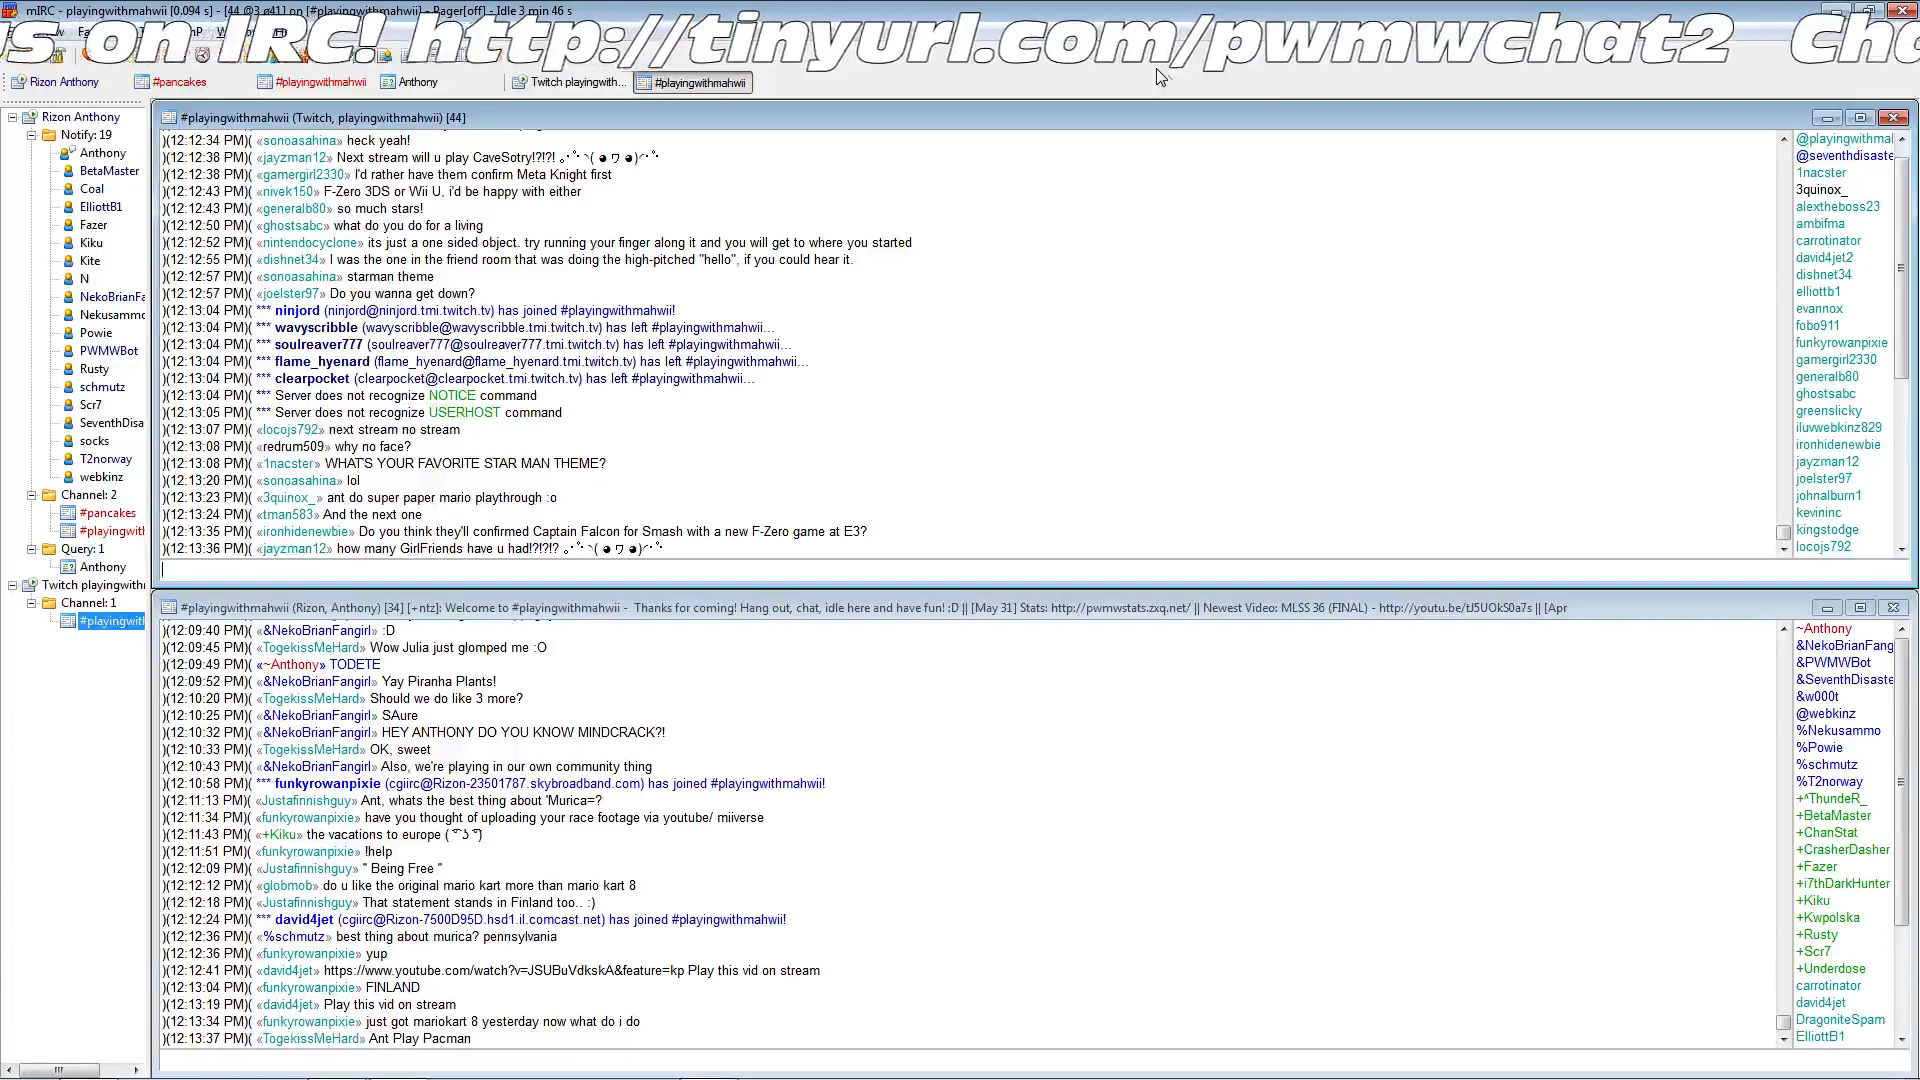 mIRC - playingwithmahwii [0.094 s] - [44 @3 ø41] on [#playingwithmahwii] - Pager[off] - Idle 3 min 46 s
s on IRC! http://tinyurl.com/pwmwchat2 Cha
Rizon Anthony #pancakes #playingwithmahwii Anthony Twitch playingwith... #playingwithmahwii
Rizon Anthony
Notify: 19
Anthony
BetaMaster
Coal
ElliottB1
Fazer
Kiku
Kite
N
NekoBrianFa
Nekusammo
Powie
PWMWBot
Rusty
schmutz
Scr7
SeventhDisa
socks
T2norway
webkinz
Channel: 2
#pancakes
#playingwitl
Query: 1
Anthony
Twitch playingwitl
Channel: 1
#playingwitl
#playingwithmahwii (Twitch, playingwithmahwii) [44]
)(12:12:34 PM)( «sonoasahina» heck yeah!
)(12:12:38 PM)( «jayzman12» Next stream will u play CaveSotry!?!?! ｡･ﾟ･ヽ( ◕ ヮ ◕)ノ･ﾟ･
)(12:12:38 PM)( «gamergirl2330» I'd rather have them confirm Meta Knight first
)(12:12:43 PM)( «nivek150» F-Zero 3DS or Wii U, i'd be happy with either
)(12:12:43 PM)( «generalb80» so much stars!
)(12:12:50 PM)( «ghostsabc» what do you do for a living
)(12:12:52 PM)( «nintendocyclone» its just a one sided object. try running your finger along it and you will get to where you started
)(12:12:55 PM)( «dishnet34» I was the one in the friend room that was doing the high-pitched "hello", if you could hear it.
)(12:12:57 PM)( «sonoasahina» starman theme
)(12:12:57 PM)( «joelster97» Do you wanna get down?
)(12:13:04 PM)( *** ninjord (ninjord@ninjord.tmi.twitch.tv) has joined #playingwithmahwii!
)(12:13:04 PM)( *** wavyscribble (wavyscribble@wavyscribble.tmi.twitch.tv) has left #playingwithmahwii...
)(12:13:04 PM)( *** soulreaver777 (soulreaver777@soulreaver777.tmi.twitch.tv) has left #playingwithmahwii...
)(12:13:04 PM)( *** flame_hyenard (flame_hyenard@flame_hyenard.tmi.twitch.tv) has left #playingwithmahwii...
)(12:13:04 PM)( *** clearpocket (clearpocket@clearpocket.tmi.twitch.tv) has left #playingwithmahwii...
)(12:13:04 PM)( *** Server does not recognize NOTICE command
)(12:13:05 PM)( *** Server does not recognize USERHOST command
)(12:13:07 PM)( «locojs792» next stream no stream
)(12:13:08 PM)( «redrum509» why no face?
)(12:13:08 PM)( «1nacster» WHAT'S YOUR FAVORITE STAR MAN THEME?
)(12:13:20 PM)( «sonoasahina» lol
)(12:13:23 PM)( «3quinox_» ant do super paper mario playthrough :o
)(12:13:24 PM)( «tman583» And the next one
)(12:13:35 PM)( «ironhidenewbie» Do you think they'll confirmed Captain Falcon for Smash with a new F-Zero game at E3?
)(12:13:36 PM)( «jayzman12» how many GirlFriends have u had!?!?!? ｡･ﾟ･ヽ( ◕ ヮ ◕)ノ･ﾟ･
@playingwithmal
@seventhdisaste
1nacster
3quinox_
alextheboss23
ambifma
carrotinator
david4jet2
dishnet34
elliottb1
evannox
fobo911
funkyrowanpixie
gamergirl2330
generalb80
ghostsabc
greenslicky
iluvwebkinz829
ironhidenewbie
jayzman12
joelster97
johnalburn1
kevininc
kingstodge
locojs792
#playingwithmahwii (Rizon, Anthony) [34] [+ntz]: Welcome to #playingwithmahwii - Thanks for coming! Hang out, chat, idle here and have fun! :D || [May 31] Stats: http://pwmwstats.zxq.net/ || Newest Video: MLSS 36 (FINAL) - http://youtu.be/tJ5UOkS0a7s || [Apr
)(12:09:40 PM)( «&NekoBrianFangirl» :D
)(12:09:45 PM)( «TogekissMeHard» Wow Julia just glomped me :O
)(12:09:49 PM)( «~Anthony» TODETE
)(12:09:52 PM)( «&NekoBrianFangirl» Yay Piranha Plants!
)(12:10:20 PM)( «TogekissMeHard» Should we do like 3 more?
)(12:10:25 PM)( «&NekoBrianFangirl» SAure
)(12:10:32 PM)( «&NekoBrianFangirl» HEY ANTHONY DO YOU KNOW MINDCRACK?!
)(12:10:33 PM)( «TogekissMeHard» OK, sweet
)(12:10:43 PM)( «&NekoBrianFangirl» Also, we're playing in our own community thing
)(12:10:58 PM)( *** funkyrowanpixie (cgiirc@Rizon-23501787.skybroadband.com) has joined #playingwithmahwii!
)(12:11:13 PM)( «Justafinnishguy» Ant, whats the best thing about 'Murica=?
)(12:11:34 PM)( «funkyrowanpixie» have you thought of uploading your race footage via youtube/ miiverse
)(12:11:43 PM)( «+Kiku» the vacations to europe ( ͡° ͜ʖ ͡°)
)(12:11:51 PM)( «funkyrowanpixie» !help
)(12:12:09 PM)( «Justafinnishguy» " Being Free "
)(12:12:12 PM)( «globmob» do u like the original mario kart more than mario kart 8
)(12:12:18 PM)( «Justafinnishguy» That statement stands in Finland too.. :)
)(12:12:24 PM)( *** david4jet (cgiirc@Rizon-7500D95D.hsd1.il.comcast.net) has joined #playingwithmahwii!
)(12:12:36 PM)( «%schmutz» best thing about murica? pennsylvania
)(12:12:36 PM)( «funkyrowanpixie» yup
)(12:12:41 PM)( «david4jet» https://www.youtube.com/watch?v=JSUBuVdkskA&feature=kp Play this vid on stream
)(12:13:04 PM)( «funkyrowanpixie» FINLAND
)(12:13:19 PM)( «david4jet» Play this vid on stream
)(12:13:34 PM)( «funkyrowanpixie» just got mariokart 8 yesterday now what do i do
)(12:13:37 PM)( «TogekissMeHard» Ant Play Pacman
~Anthony
&NekoBrianFang
&PWMWBot
&SeventhDisaste
&w000t
@webkinz
%Nekusammo
%Powie
%schmutz
%T2norway
+^ThundeR_
+BetaMaster
+ChanStat
+CrasherDasher
+Fazer
+i7thDarkHunter
+Kiku
+Kwpolska
+Rusty
+Scr7
+Underdose
carrotinator
david4jet
DragoniteSpam
ElliottB1